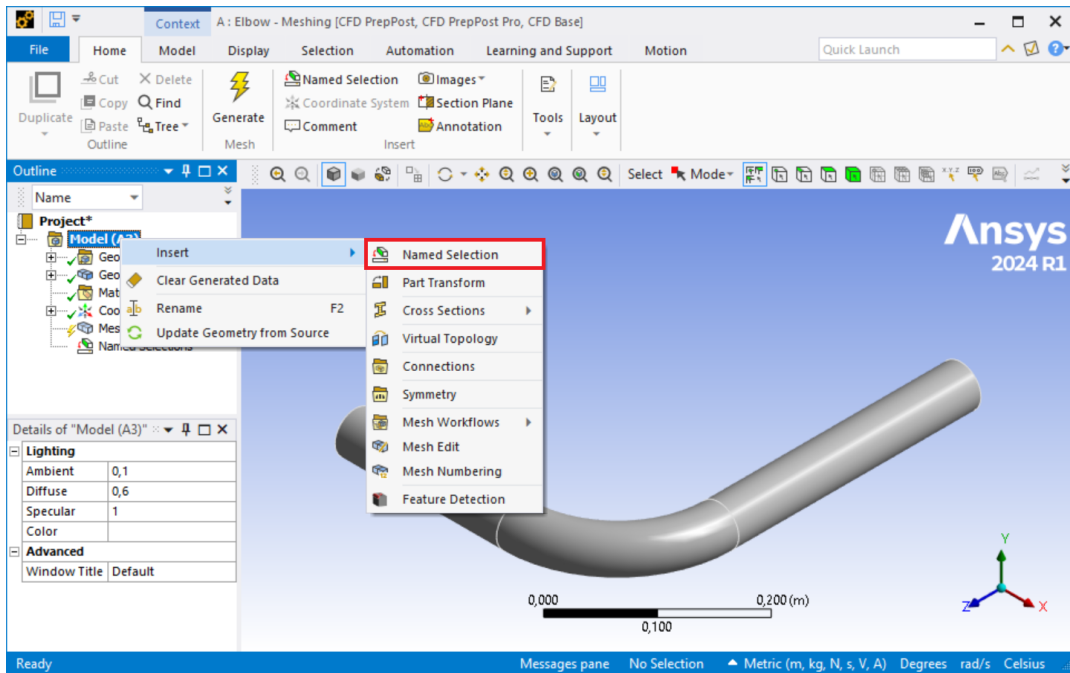 Context A : Elbow - Meshing [CFD PrepPost, CFD PrepPost Pro, CFD Base]
File Home Model Display Selection Automation Learning and Support Motion Quick Launch
Duplicate
Cut
Copy
Paste
Delete
Find
Tree
Outline
Generate
Mesh
Named Selection
Coordinate System
Comment
Images
Section Plane
Annotation
Insert
Tools
Layout
Outline
Name
Select Mode
Project*
Model (A3)
Geo
Geo
Mat
Coo
Mes
Named Selections
Insert
Clear Generated Data
Rename F2
Update Geometry from Source
Named Selection
Part Transform
Cross Sections
Virtual Topology
Connections
Symmetry
Mesh Workflows
Mesh Edit
Mesh Numbering
Feature Detection
Ansys
2024 R1
Details of "Model (A3)"
Lighting
Ambient 0,1
Diffuse 0,6
Specular 1
Color
Advanced
Window Title Default
0,000 0,200 (m)
0,100
Y
Z X
Ready Messages pane No Selection Metric (m, kg, N, s, V, A) Degrees rad/s Celsius